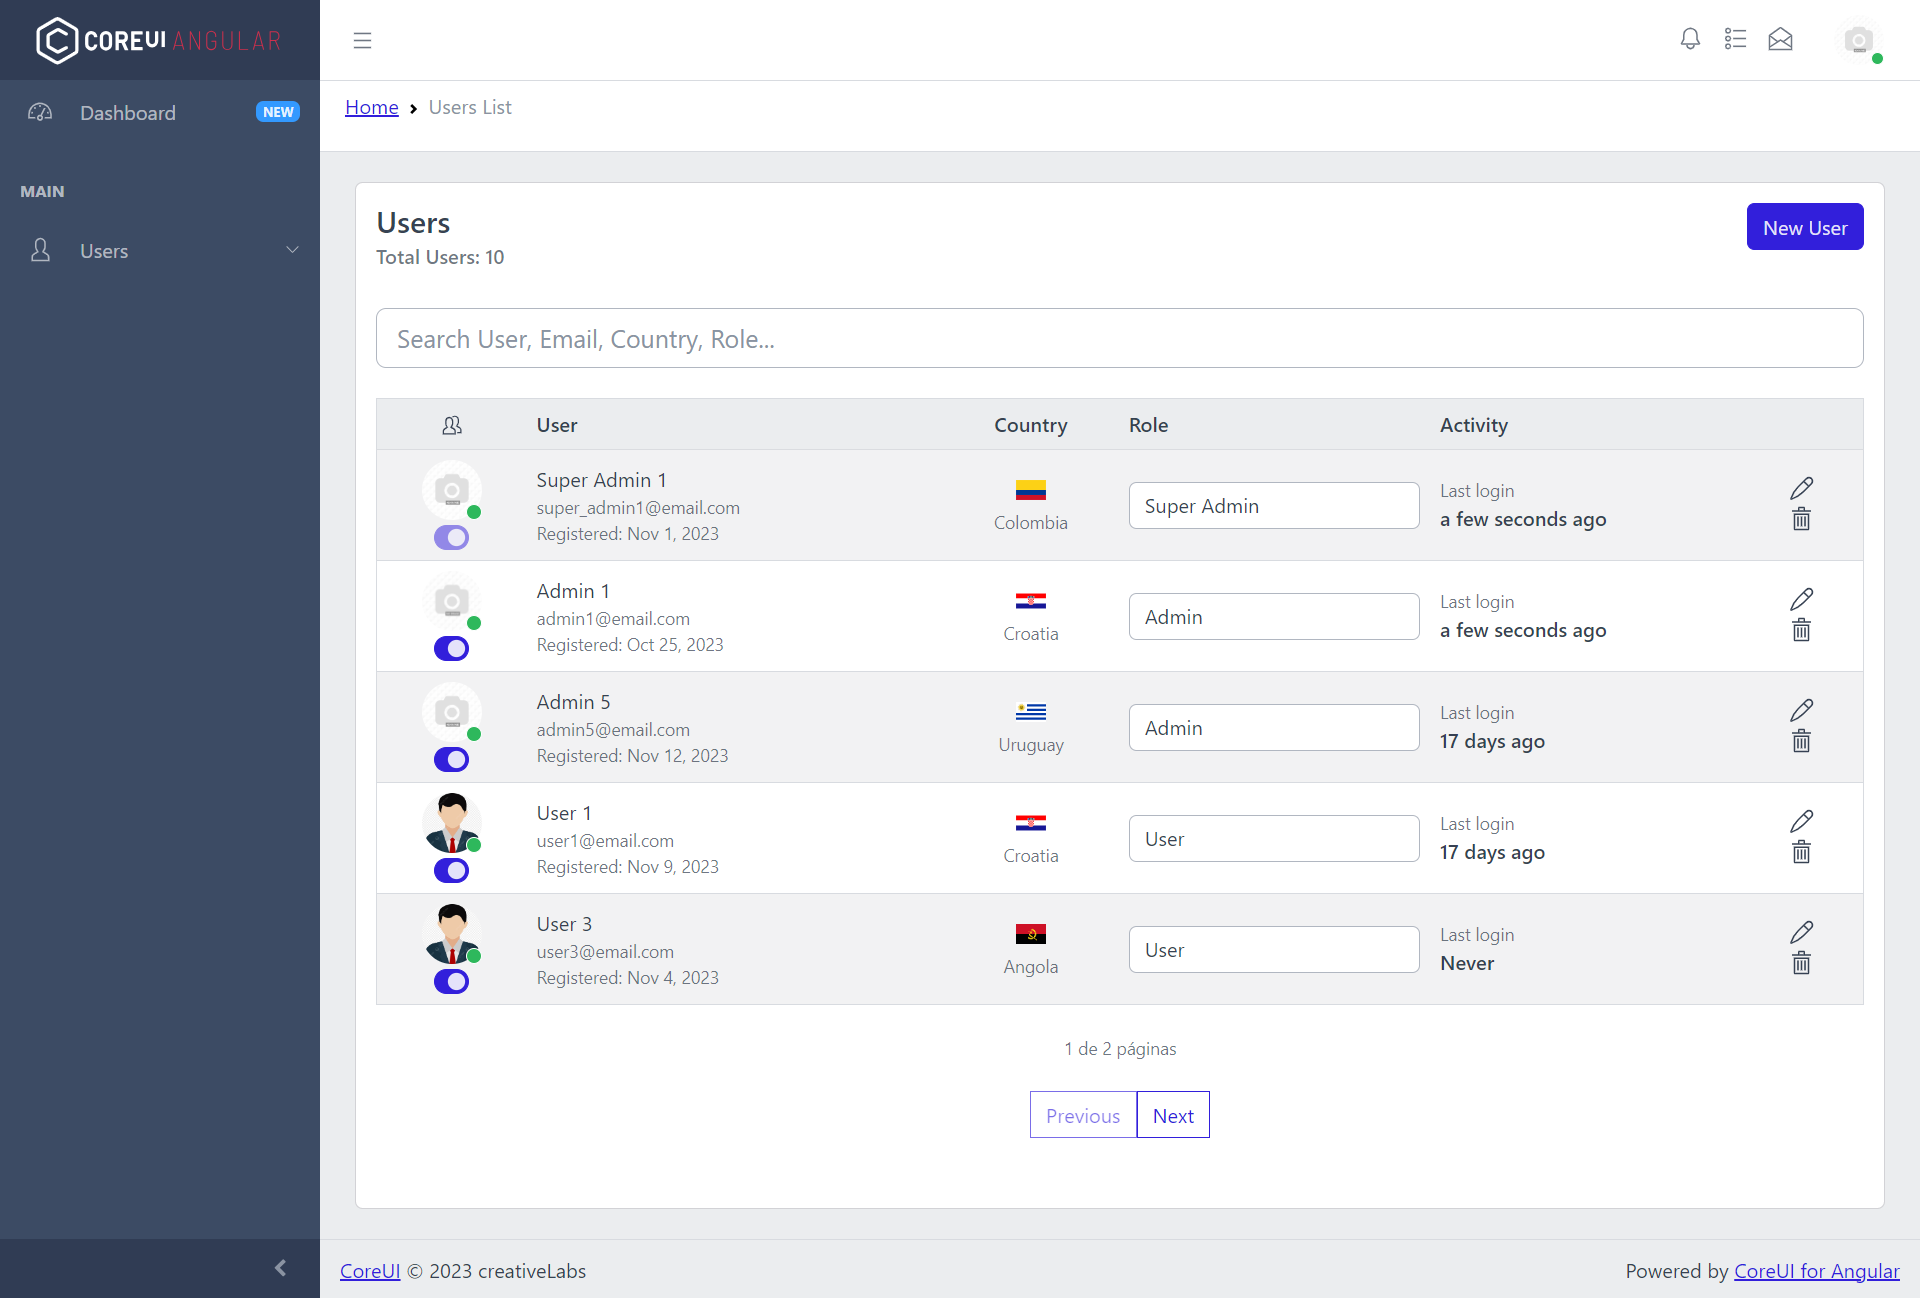 COREUI ANGULAR
Dashboard
NEW
MAIN
Users
Home
Users List
Users
Total Users: 10
New User
Search User, Email, Country, Role...
User
Country
Role
Activity
Super Admin 1
super_admin1@email.com
Registered: Nov 1, 2023
Colombia
Super Admin
Last login
a few seconds ago
Admin 1
admin1@email.com
Registered: Oct 25, 2023
Croatia
Admin
Last login
a few seconds ago
Admin 5
admin5@email.com
Registered: Nov 12, 2023
Uruguay
Admin
Last login
17 days ago
User 1
user1@email.com
Registered: Nov 9, 2023
Croatia
User
Last login
17 days ago
User 3
user3@email.com
Registered: Nov 4, 2023
Angola
User
Last login
Never
1 de 2 páginas
Previous
Next
CoreUI © 2023 creativeLabs
Powered by CoreUI for Angular